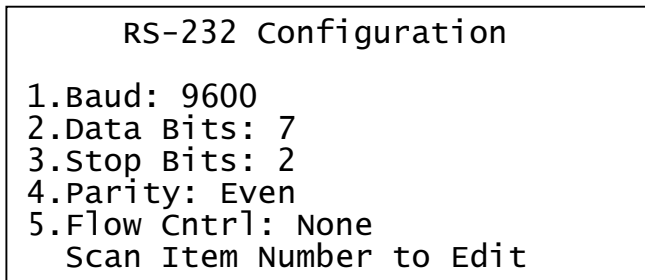 RS-232 Configuration
1.Baud: 9600
2.Data Bits: 7
3.Stop Bits: 2
4.Parity: Even
5.Flow Cntrl: None
Scan Item Number to Edit